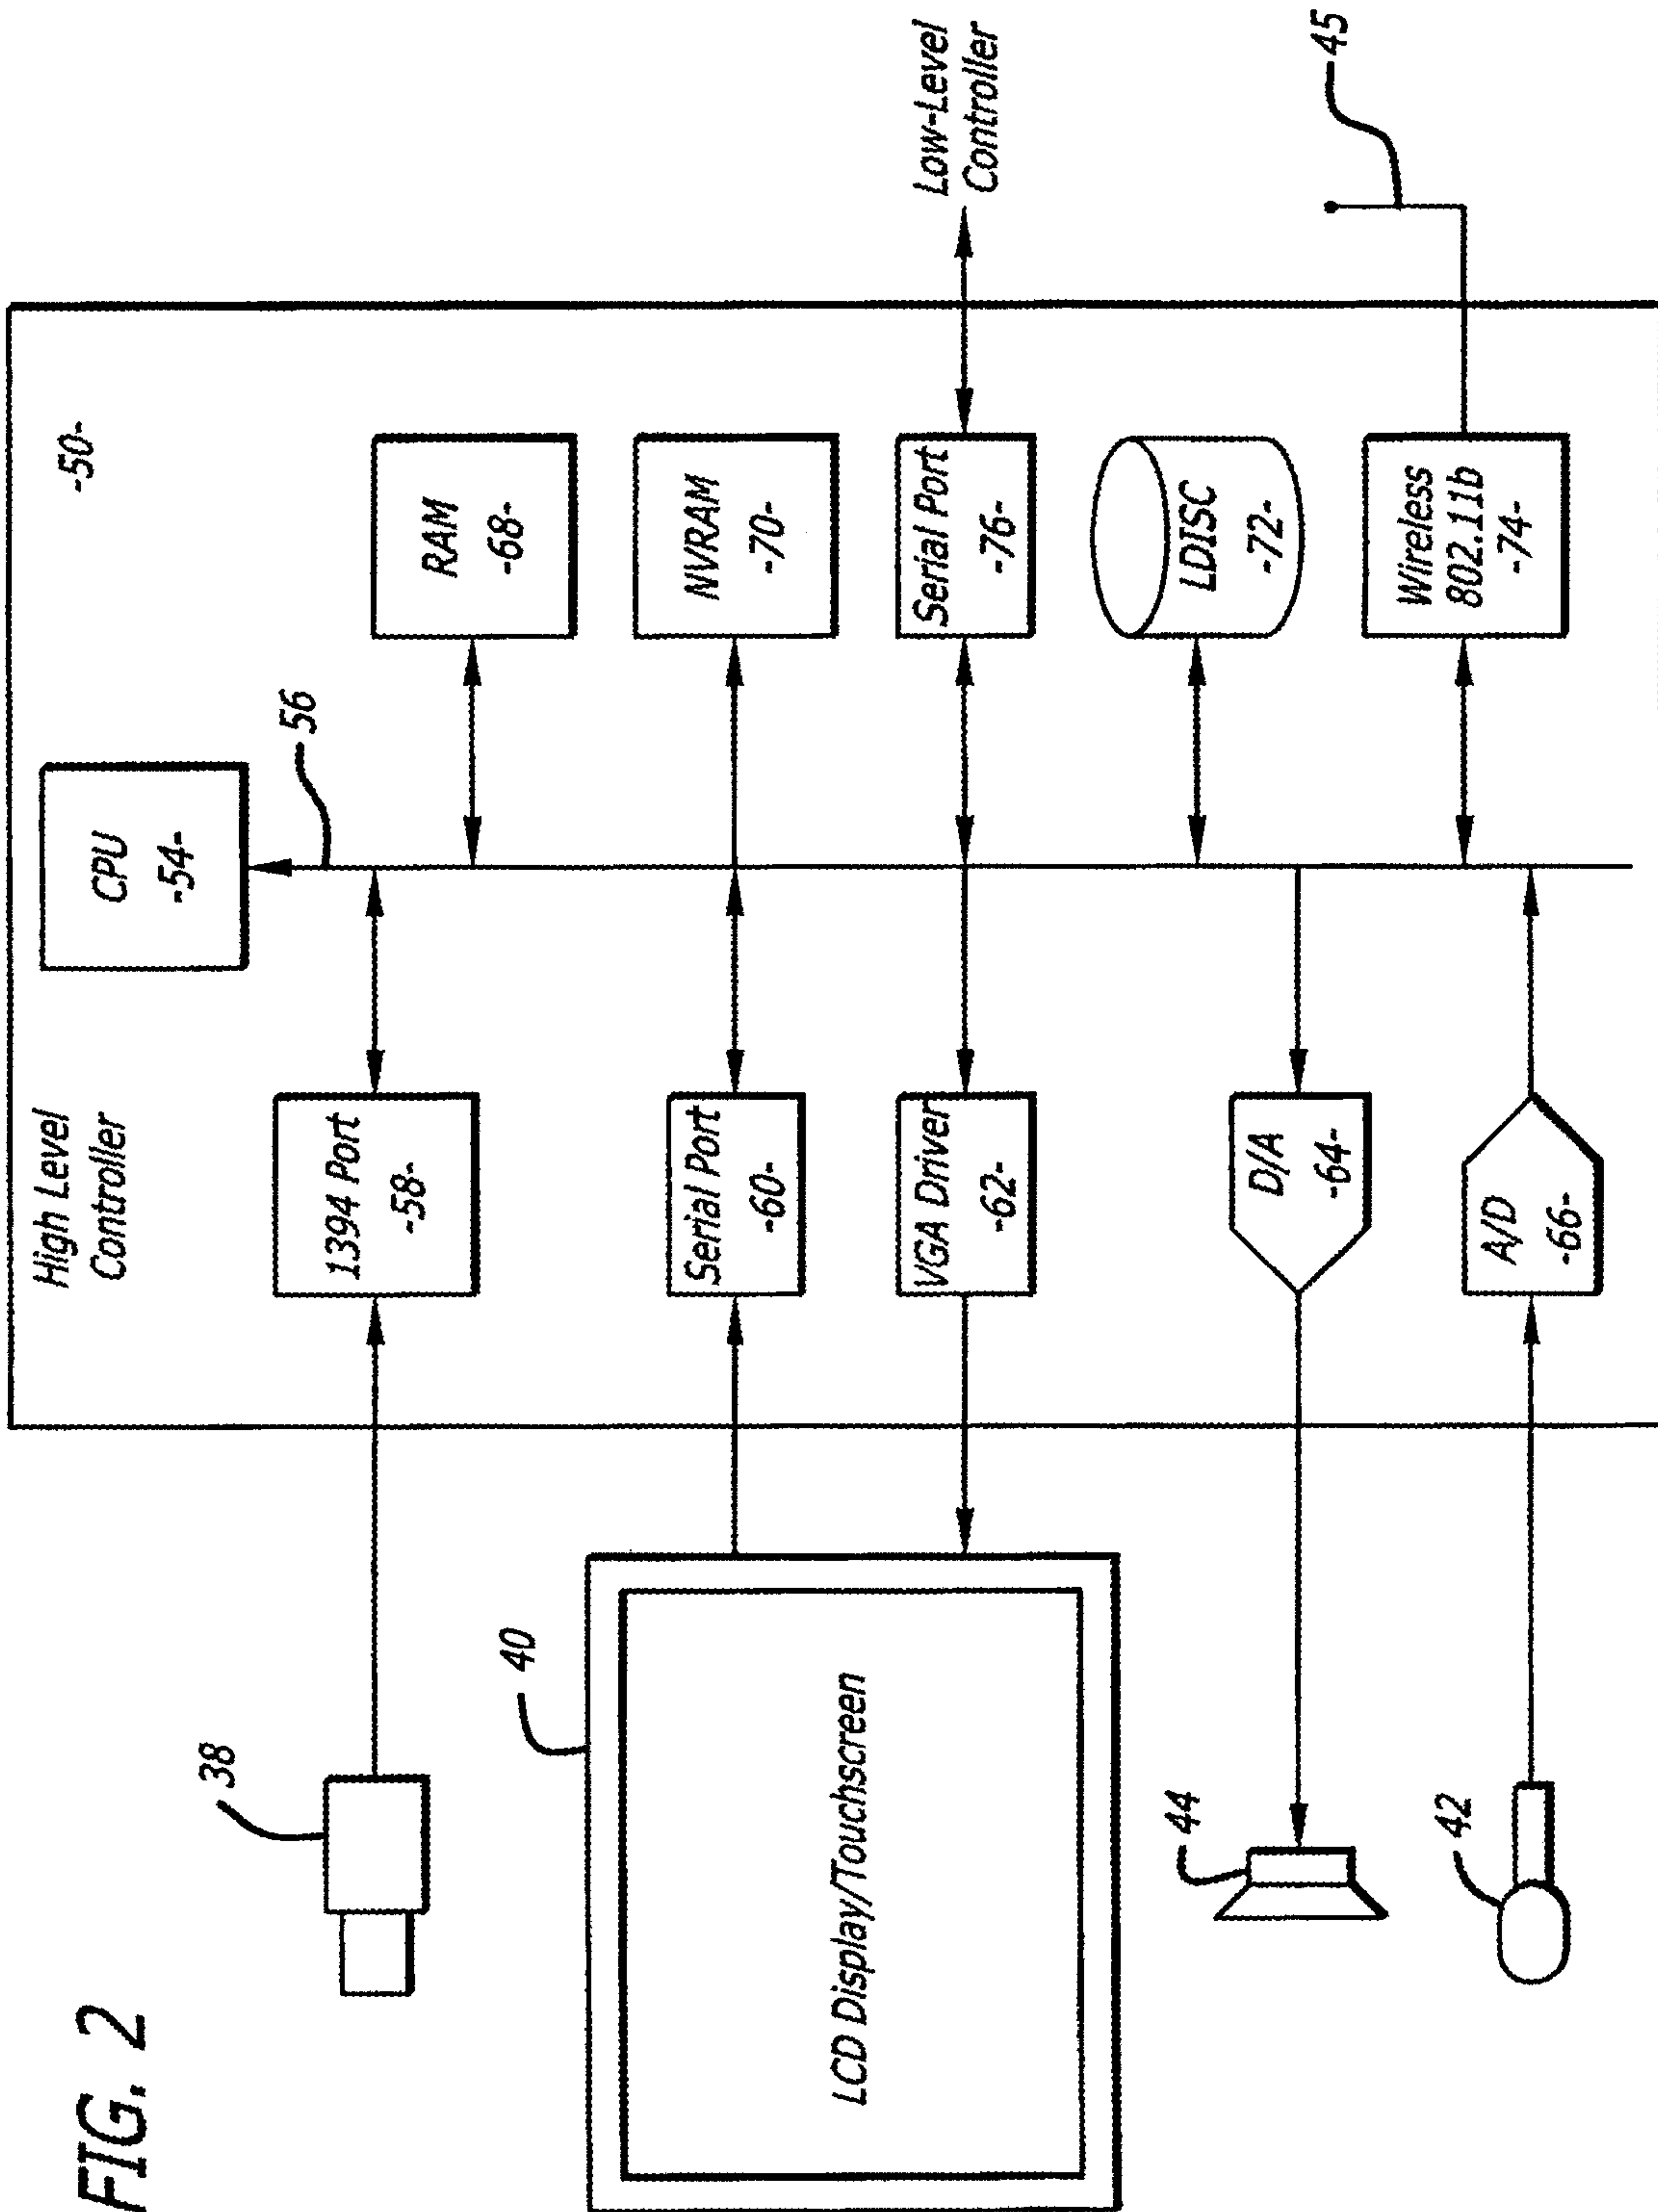 FIG. 2
High Level
Controller
-50-
CPU
-54-
56
38
1394 Port
-58-
RAM
-68-
40
LCD Display/Touchscreen
Serial Port
-60-
NVRAM
-70-
VGA Driver
-62-
Serial Port
-76-
Low-Level
Controller
44
D/A
-64-
LDISC
-72-
42
A/D
-66-
Wireless
802.11b
-74-
45